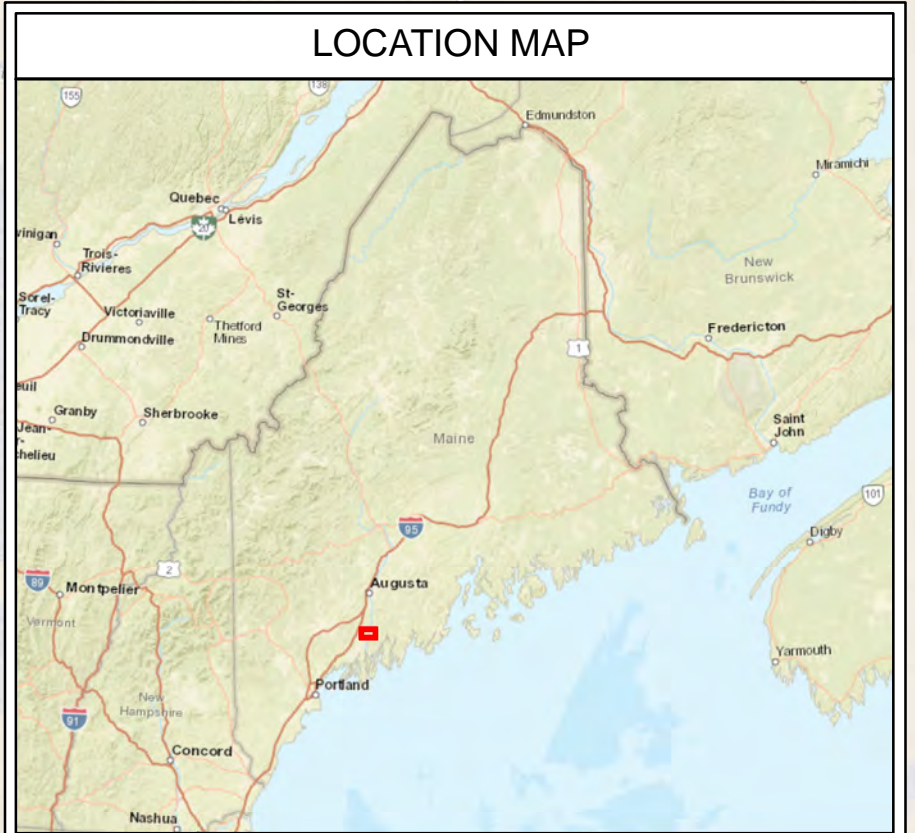 LOCATION MAP
155
138
Edmundston
Miramichi
Quebec
Lévis
20
vinigan
Trois-
Rivieres
New
Brunswick
Sorel-
Tracy
Victoriaville
St-
Georges
Thetford
Mines
Fredericton
Drummondville
1
euil
Granby
Sherbrooke
Saint
John
Jean-
r-
chelieu
Maine
Bay of
Fundy
101
95
Digby
2
89
Montpelier
Augusta
Vermont
Yarmouth
Portland
New
Hampshire
91
Concord
Nashua